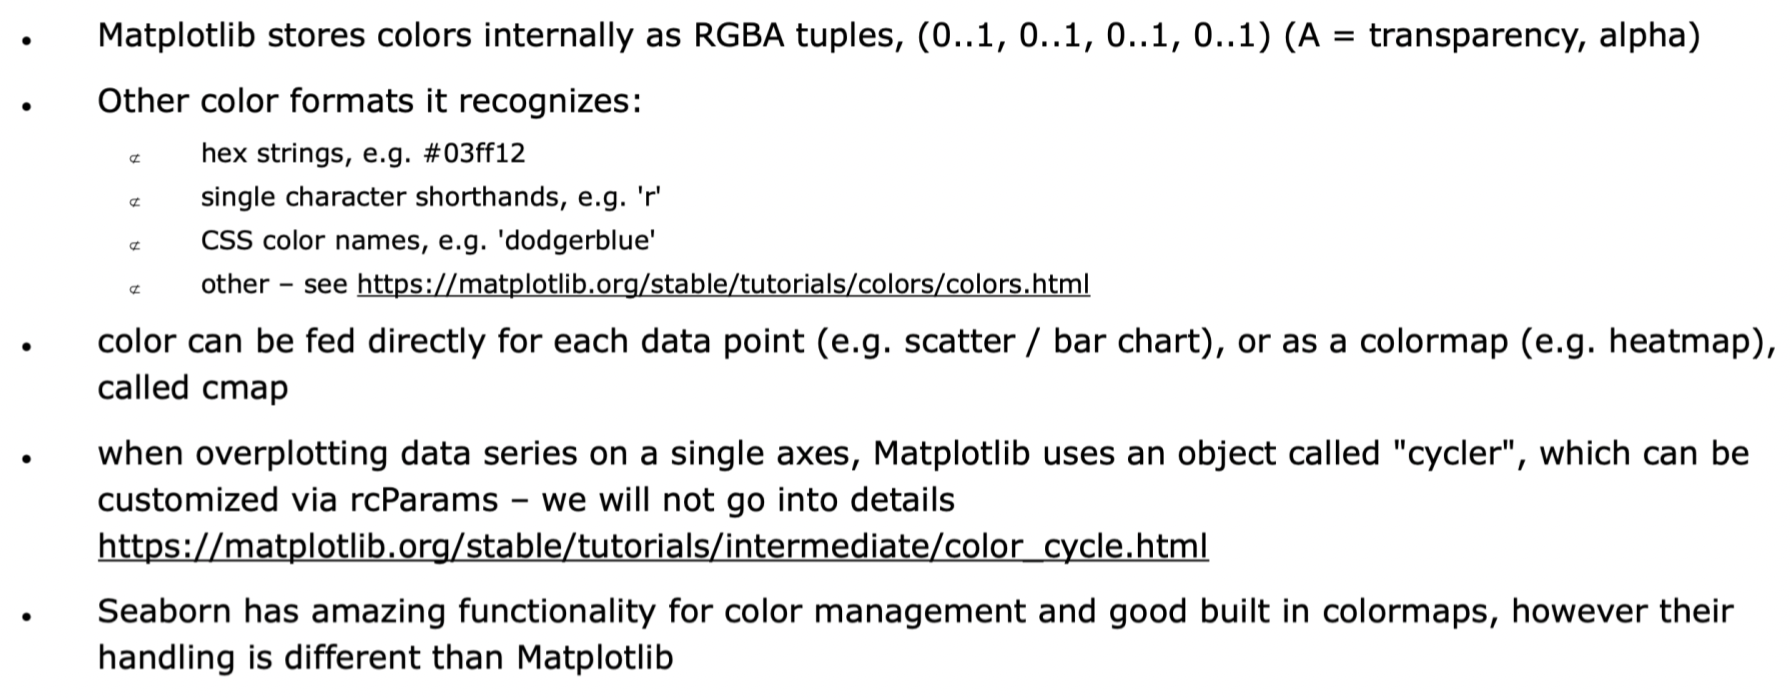 • Matplotlib stores colors internally as RGBA tuples, (0..1, 0..1, 0..1, 0..1) (A = transparency, alpha)
• Other color formats it recognizes:
⊄ hex strings, e.g. #03ff12
⊄ single character shorthands, e.g. 'r'
⊄ CSS color names, e.g. 'dodgerblue'
⊄ other – see https://matplotlib.org/stable/tutorials/colors/colors.html
• color can be fed directly for each data point (e.g. scatter / bar chart), or as a colormap (e.g. heatmap),
called cmap
• when overplotting data series on a single axes, Matplotlib uses an object called "cycler", which can be
customized via rcParams – we will not go into details
https://matplotlib.org/stable/tutorials/intermediate/color_cycle.html
• Seaborn has amazing functionality for color management and good built in colormaps, however their
handling is different than Matplotlib